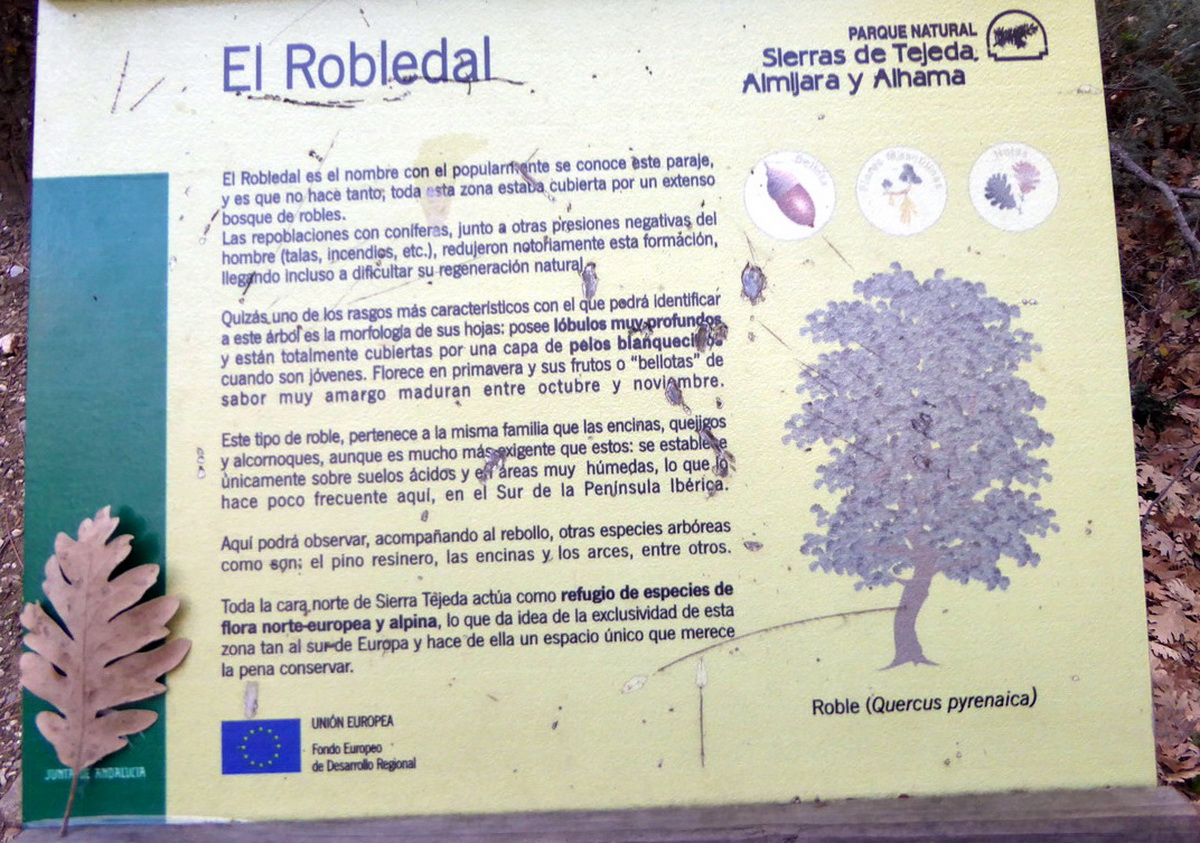 El Robledal
PARQUE NATURAL
Sierras de Tejeda,
Almijara y Alhama
El Robledal es el nombre con el popularmente se conoce este paraje,
y es que no hace tanto, toda esta zona estaba cubierta por un extenso
bosque de robles.
Las repoblaciones con coníferas, junto a otras presiones negativas del
hombre (talas, incendios, etc.), redujeron notoriamente esta formación,
llegando incluso a dificultar su regeneración natural.
Quizás uno de los rasgos más característicos con el que podrá identificar
a este árbol es la morfología de sus hojas: posee lóbulos muy profundos
y están totalmente cubiertas por una capa de pelos blanquecinos
cuando son jóvenes. Florece en primavera y sus frutos o "bellotas" de
sabor muy amargo maduran entre octubre y noviembre.
Este tipo de roble, pertenece a la misma familia que las encinas, quejigos
y alcornoques, aunque es mucho más exigente que estos: se establece
únicamente sobre suelos ácidos y en áreas muy húmedas, lo que lo
hace poco frecuente aquí, en el Sur de la Península Ibérica.
Aquí podrá observar, acompañando al rebollo, otras especies arbóreas
como son; el pino resinero, las encinas y los arces, entre otros.
Toda la cara norte de Sierra Tejeda actúa como refugio de especies de
flora norte-europea y alpina, lo que da idea de la exclusividad de esta
zona tan al sur de Europa y hace de ella un espacio único que merece
la pena conservar.
Bellota
Flores Masculinas
Hojas
Roble (Quercus pyrenaica)
UNIÓN EUROPEA
Fondo Europeo
de Desarrollo Regional
JUNTA DE ANDALUCIA